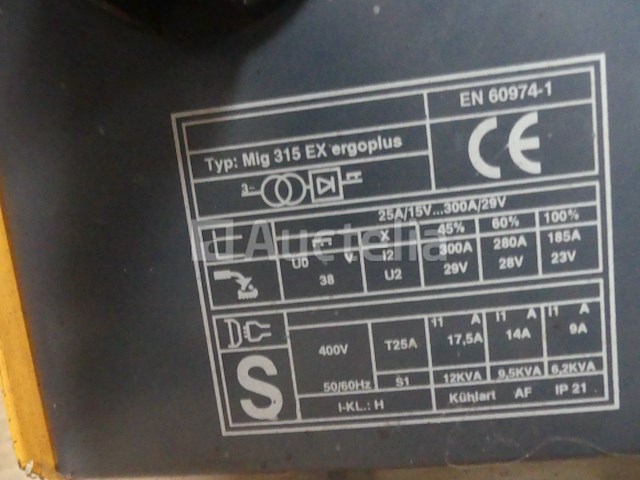 EN 60974-1
Typ: Mig 315 EX ergoplus
CE
3~
25A/15V...300A/29V
X 45% 60% 100%
U0 V I2 300A 280A 185A
38 U2 29V 28V 23V
I1 A I1 A I1 A
400V T25A 17,5A 14A 9A
50/60Hz S1 12KVA 9,5KVA 6,2KVA
S
I-KL.: H Kühlart AF IP 21
Auctelia